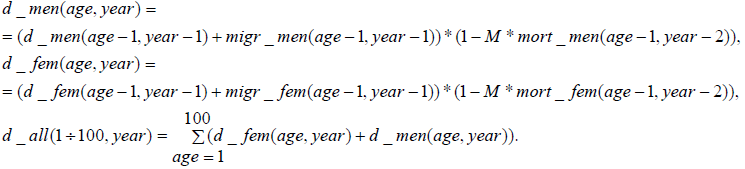 d _ men(age, year) =
= (d _ men(age − 1, year − 1) + migr _ men(age − 1, year − 1)) * (1 − M * mort _ men(age − 1, year − 2)),
d _ fem(age, year) =
= (d _ fem(age − 1, year − 1) + migr _ fem(age − 1, year − 1)) * (1 − M * mort _ fem(age − 1, year − 2)),
100
d _ all(1 ÷ 100, year) = Σ(d _ fem(age, year) + d _ men(age, year)).
age = 1